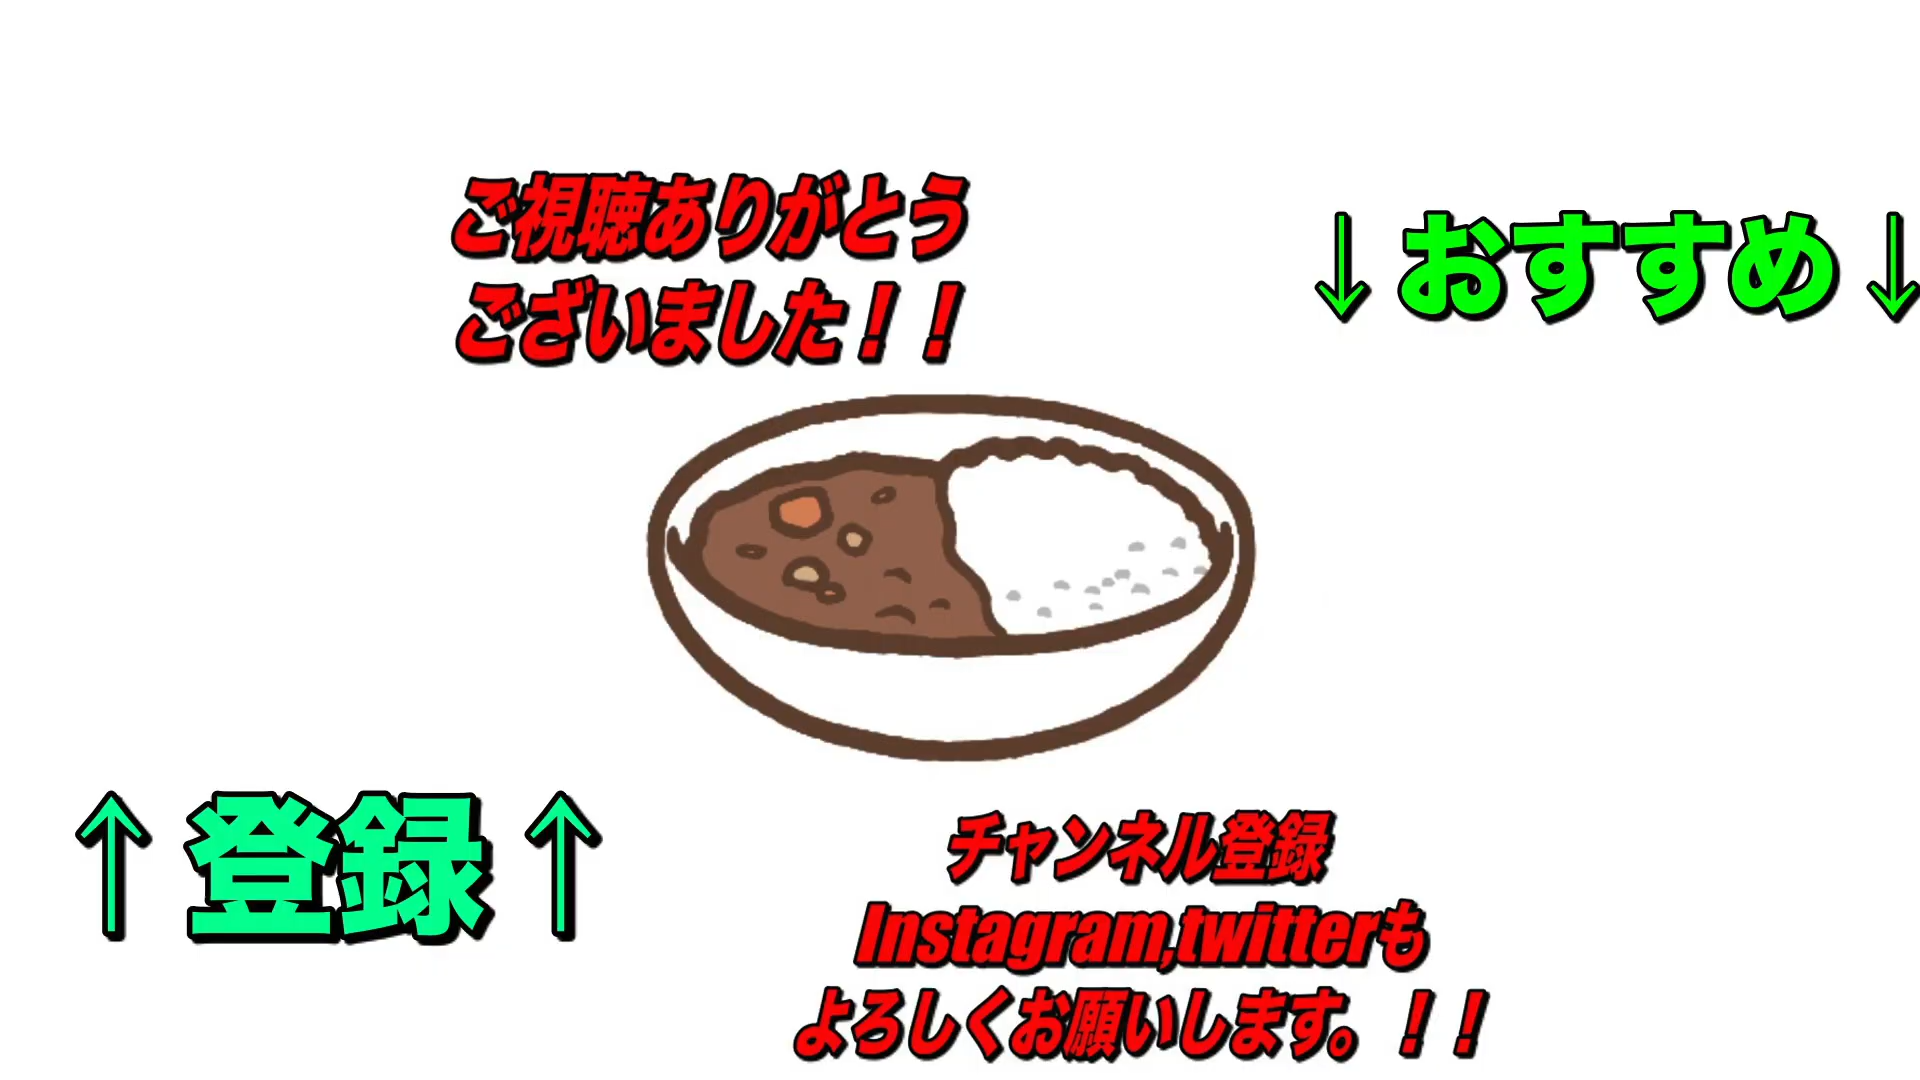 ご視聴ありがとう
ございました！！
↓おすすめ↓
↑登録↑
チャンネル登録
Instagram,twitterも
よろしくお願いします。！！